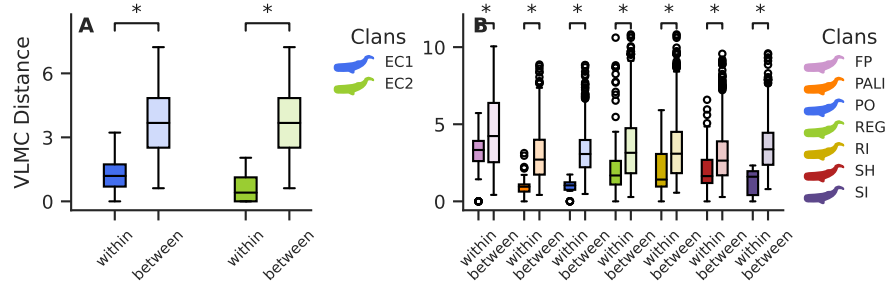 A
*
*
VLMC Distance
6
3
0
within
between
within
between
Clans
EC1
EC2
B
*
*
*
*
*
*
*
10
5
0
within
between
within
between
within
between
within
between
within
between
within
between
within
between
Clans
FP
PALI
PO
REG
RI
SH
SI